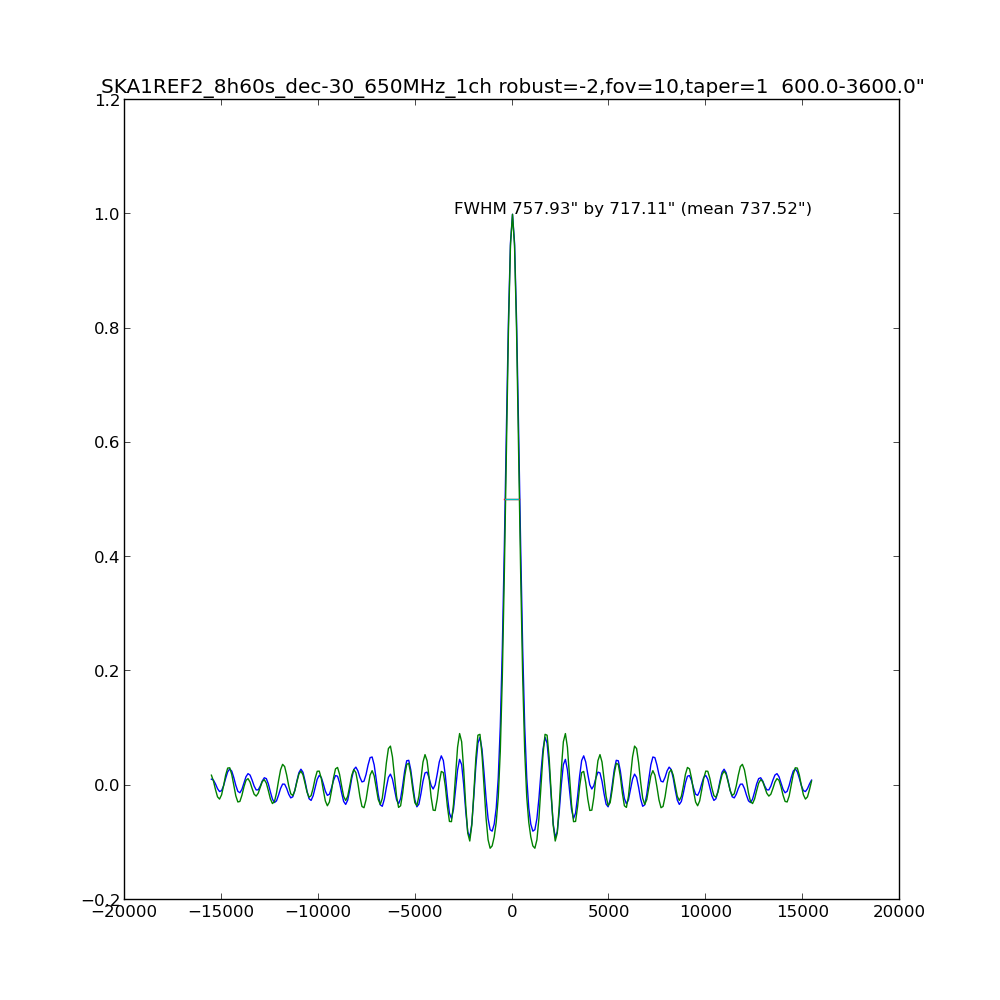 SKA1REF2_8h60s_dec-30_650MHz_1ch robust=-2,fov=10,taper=1  600.0-3600.0"
1.2
FWHM 757.93" by 717.11" (mean 737.52")
1.0
0.8
0.6
0.4
0.2
0.0
−0.2
−20000 −15000 −10000 −5000 0 5000 10000 15000 20000